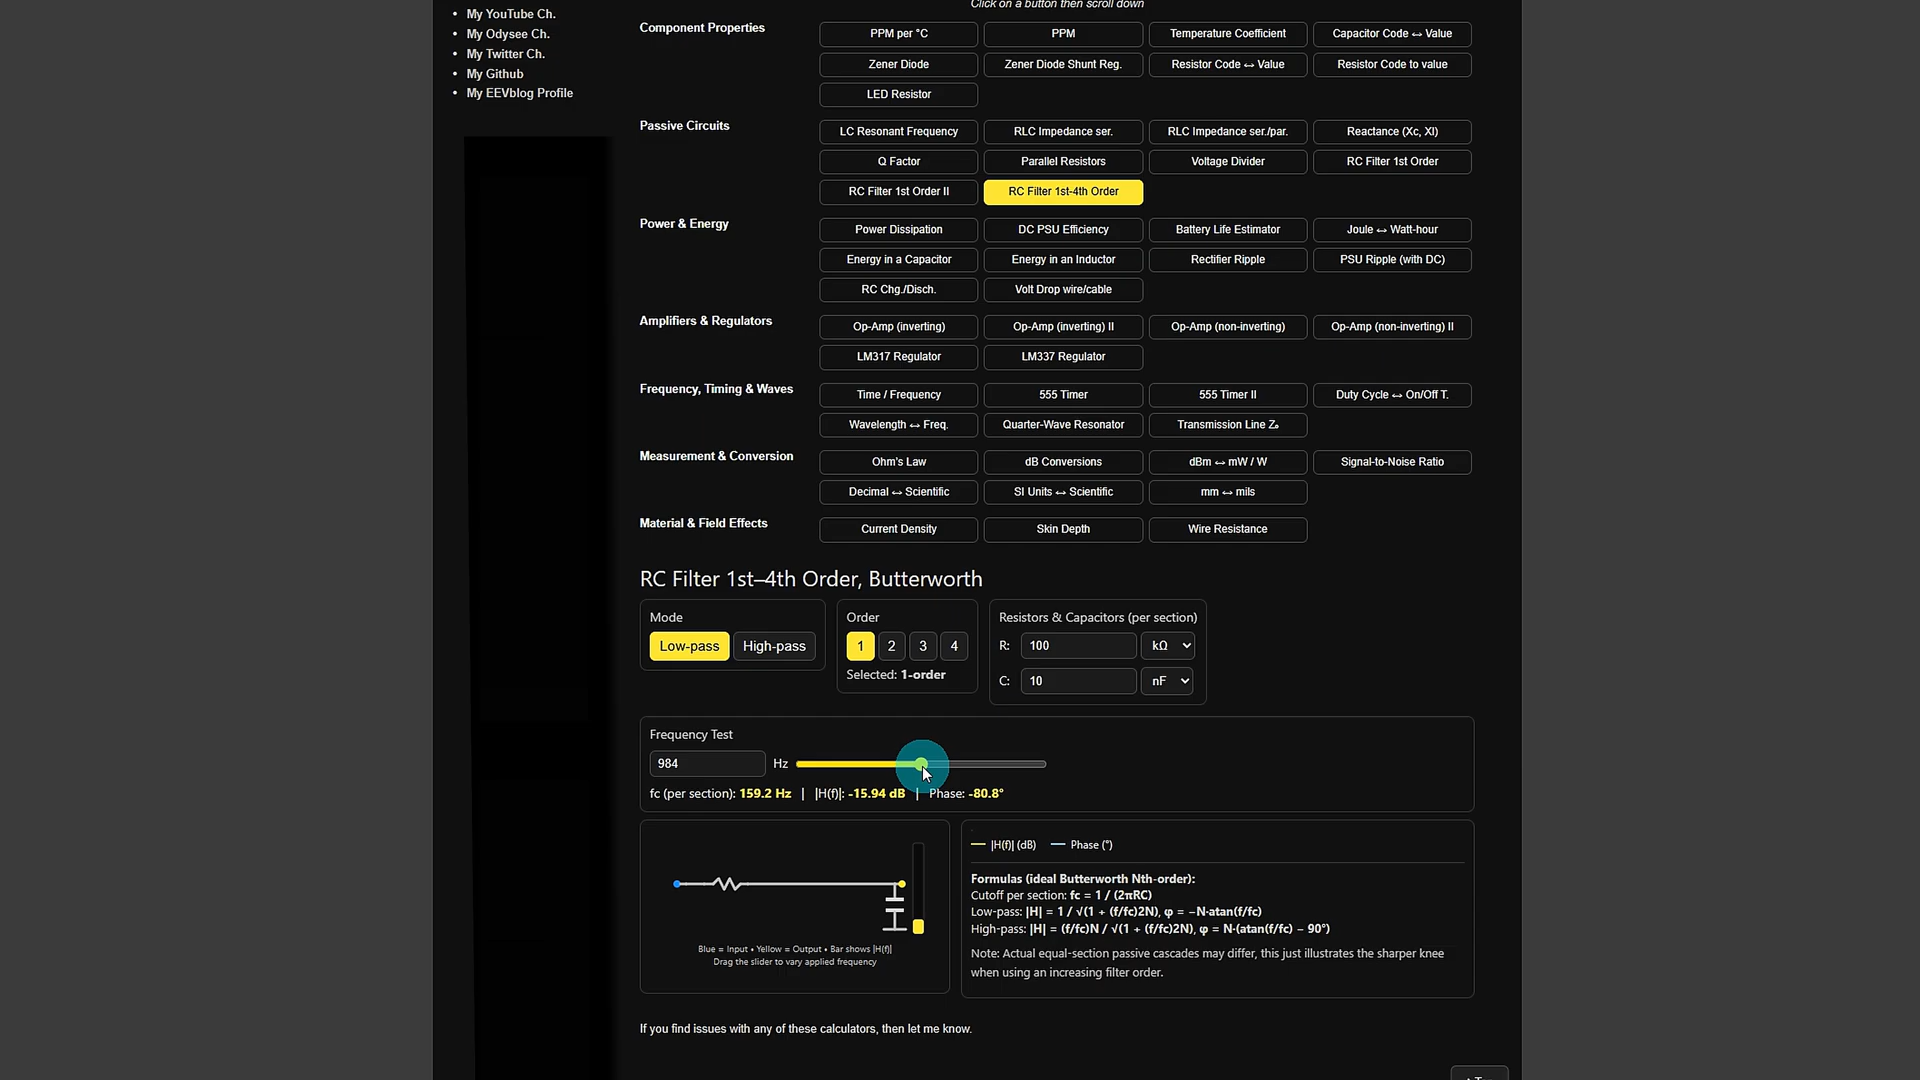 Click on a button then scroll down
• My YouTube Ch.
• My Odysee Ch.
• My Twitter Ch.
• My Github
• My EEVblog Profile
Component Properties
PPM per °C
PPM
Temperature Coefficient
Capacitor Code ↔ Value
Zener Diode
Zener Diode Shunt Reg.
Resistor Code ↔ Value
Resistor Code to value
LED Resistor
Passive Circuits
LC Resonant Frequency
RLC Impedance ser.
RLC Impedance ser./par.
Reactance (Xc, Xl)
Q Factor
Parallel Resistors
Voltage Divider
RC Filter 1st Order
RC Filter 1st Order II
RC Filter 1st-4th Order
Power & Energy
Power Dissipation
DC PSU Efficiency
Battery Life Estimator
Joule ↔ Watt-hour
Energy in a Capacitor
Energy in an Inductor
Rectifier Ripple
PSU Ripple (with DC)
RC Chg./Disch.
Volt Drop wire/cable
Amplifiers & Regulators
Op-Amp (inverting)
Op-Amp (inverting) II
Op-Amp (non-inverting)
Op-Amp (non-inverting) II
LM317 Regulator
LM337 Regulator
Frequency, Timing & Waves
Time / Frequency
555 Timer
555 Timer II
Duty Cycle ↔ On/Off T.
Wavelength ↔ Freq.
Quarter-Wave Resonator
Transmission Line Z₀
Measurement & Conversion
Ohm's Law
dB Conversions
dBm ↔ mW / W
Signal-to-Noise Ratio
Decimal ↔ Scientific
SI Units ↔ Scientific
mm ↔ mils
Material & Field Effects
Current Density
Skin Depth
Wire Resistance
RC Filter 1st–4th Order, Butterworth
Mode
Low-pass High-pass
Order
1 2 3 4
Selected: 1-order
Resistors & Capacitors (per section)
R: 100 kΩ
C: 10 nF
Frequency Test
984 Hz
fc (per section): 159.2 Hz | |H(f)|: -15.94 dB | Phase: -80.8°
Blue = Input • Yellow = Output • Bar shows |H(f)|
Drag the slider to vary applied frequency
|H(f)| (dB) Phase (°)
Formulas (ideal Butterworth Nth-order):
Cutoff per section: fc = 1 / (2πRC)
Low-pass: |H| = 1 / √(1 + (f/fc)2N), φ = −N·atan(f/fc)
High-pass: |H| = (f/fc)N / √(1 + (f/fc)2N), φ = N·(atan(f/fc) − 90°)
Note: Actual equal-section passive cascades may differ, this just illustrates the sharper knee
when using an increasing filter order.
If you find issues with any of these calculators, then let me know.